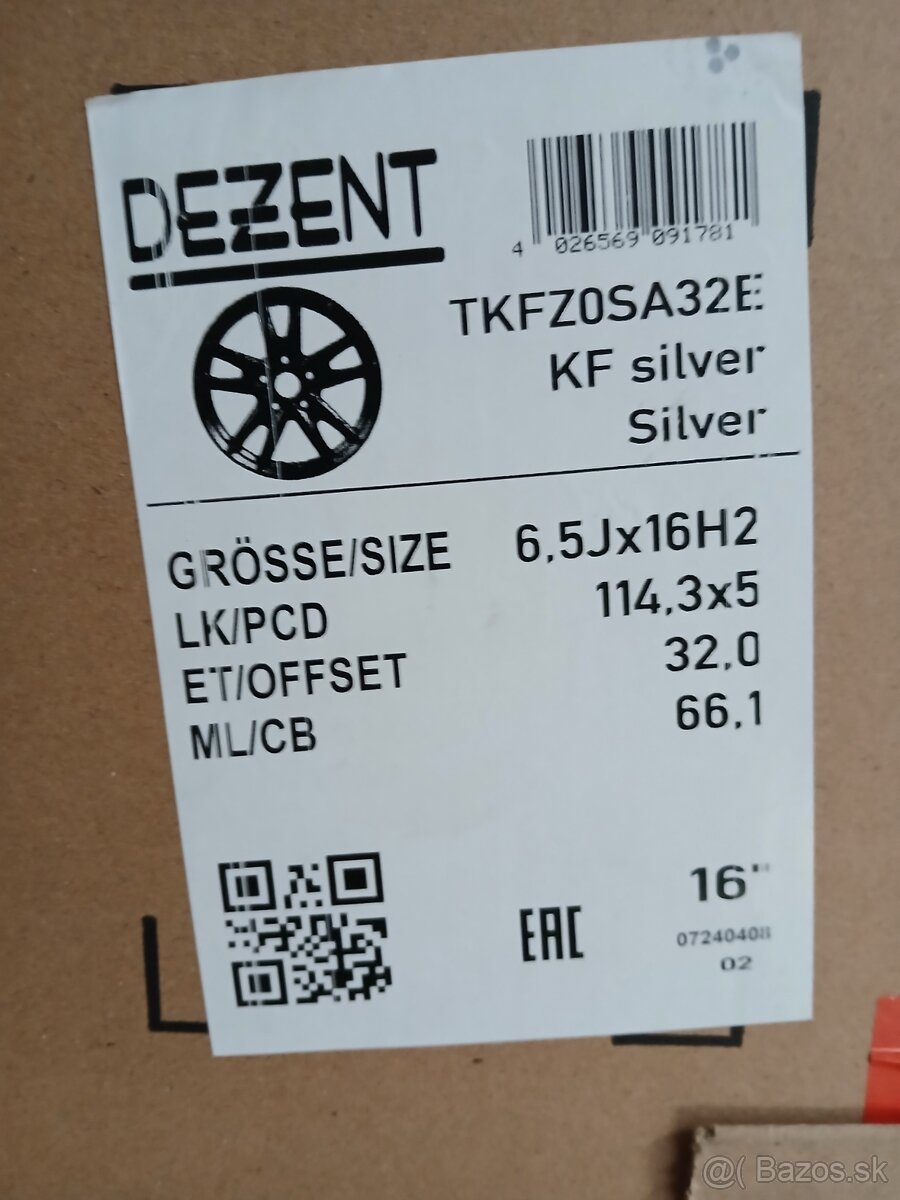 DEZENT
4 026569 091781
TKFZ0SA32E
KF silver
Silver
GRÖSSE/SIZE 6,5Jx16H2
LK/PCD 114,3x5
ET/OFFSET 32,0
ML/CB 66,1
16"
EAC
02
@( Bazos.sk